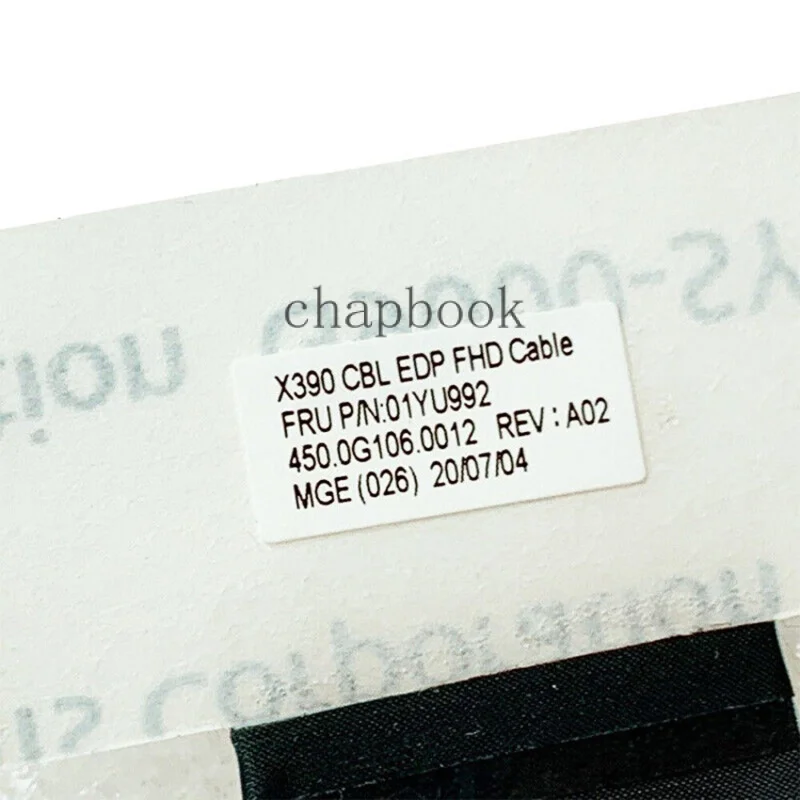 chapbook
X390 CBL EDP FHD Cable
FRU P/N:01YU992
450.0G106.0012 REV : A02
MGE (026) 20/07/04